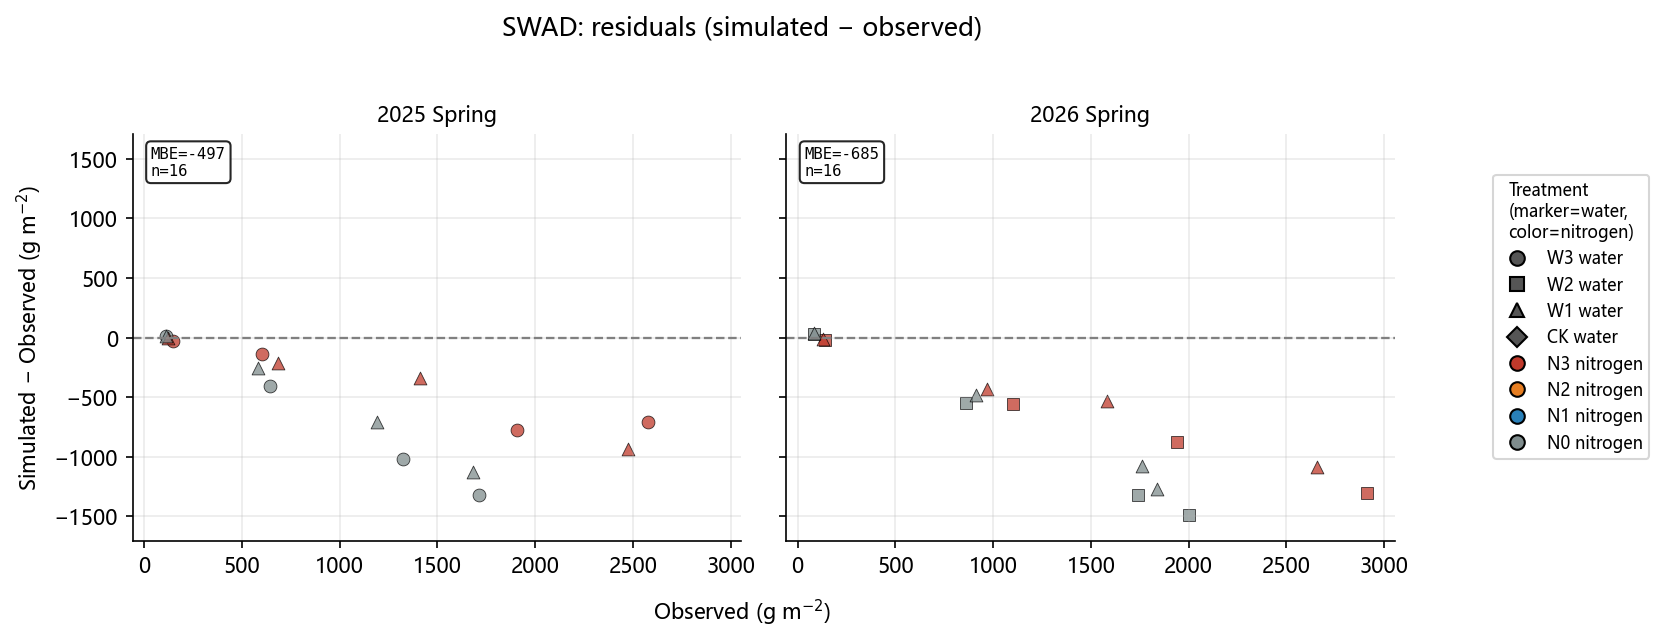 SWAD: residuals (simulated − observed)
2025 Spring
2026 Spring
MBE=-497
n=16
MBE=-685
n=16
1500
1000
500
0
−500
−1000
−1500
Simulated − Observed (g m⁻²)
0 500 1000 1500 2000 2500 3000
0 500 1000 1500 2000 2500 3000
Observed (g m⁻²)
Treatment
(marker=water,
color=nitrogen)
W3 water
W2 water
W1 water
CK water
N3 nitrogen
N2 nitrogen
N1 nitrogen
N0 nitrogen